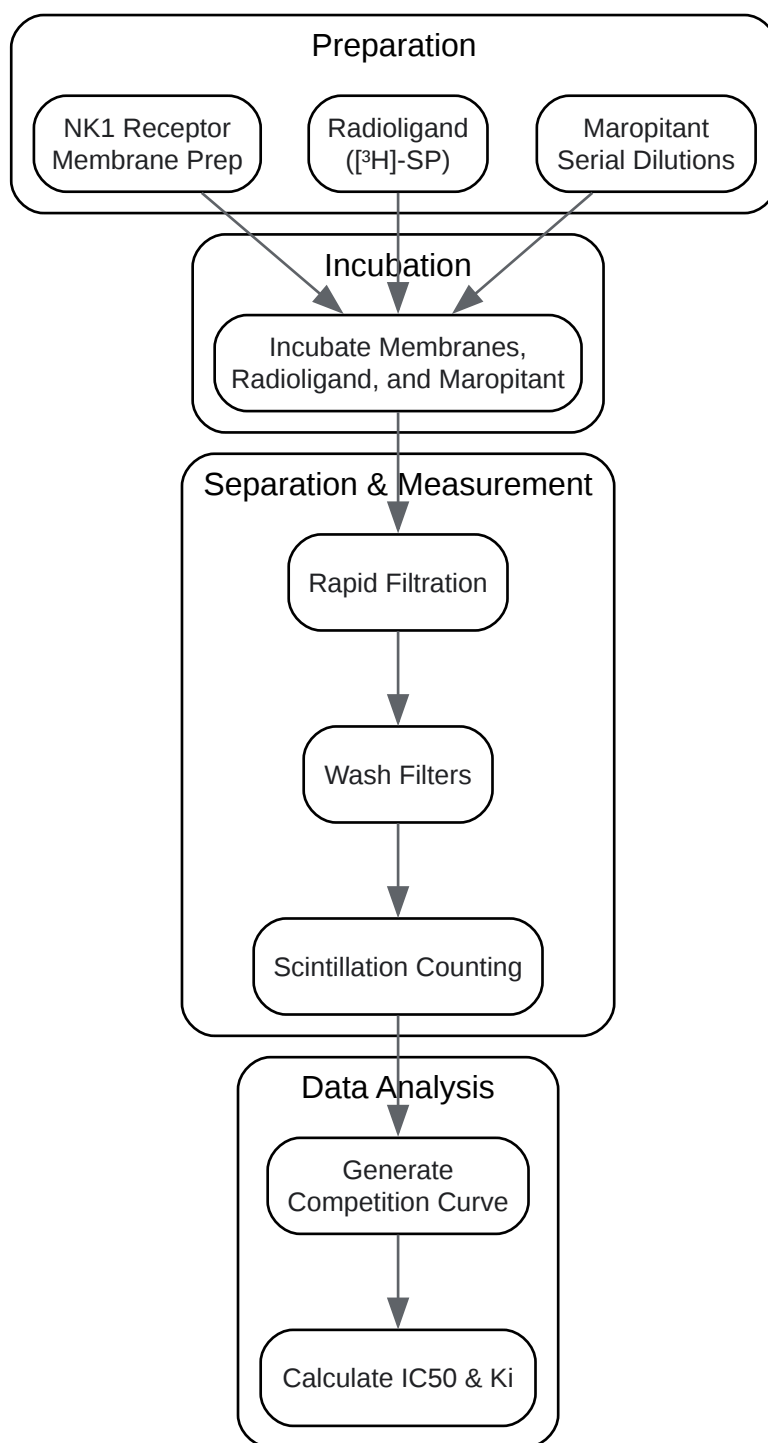 Preparation
NK1 Receptor
Membrane Prep
Radioligand
([³H]-SP)
Maropitant
Serial Dilutions
Incubation
Incubate Membranes,
Radioligand, and Maropitant
Separation & Measurement
Rapid Filtration
Wash Filters
Scintillation Counting
Data Analysis
Generate
Competition Curve
Calculate IC50 & Ki